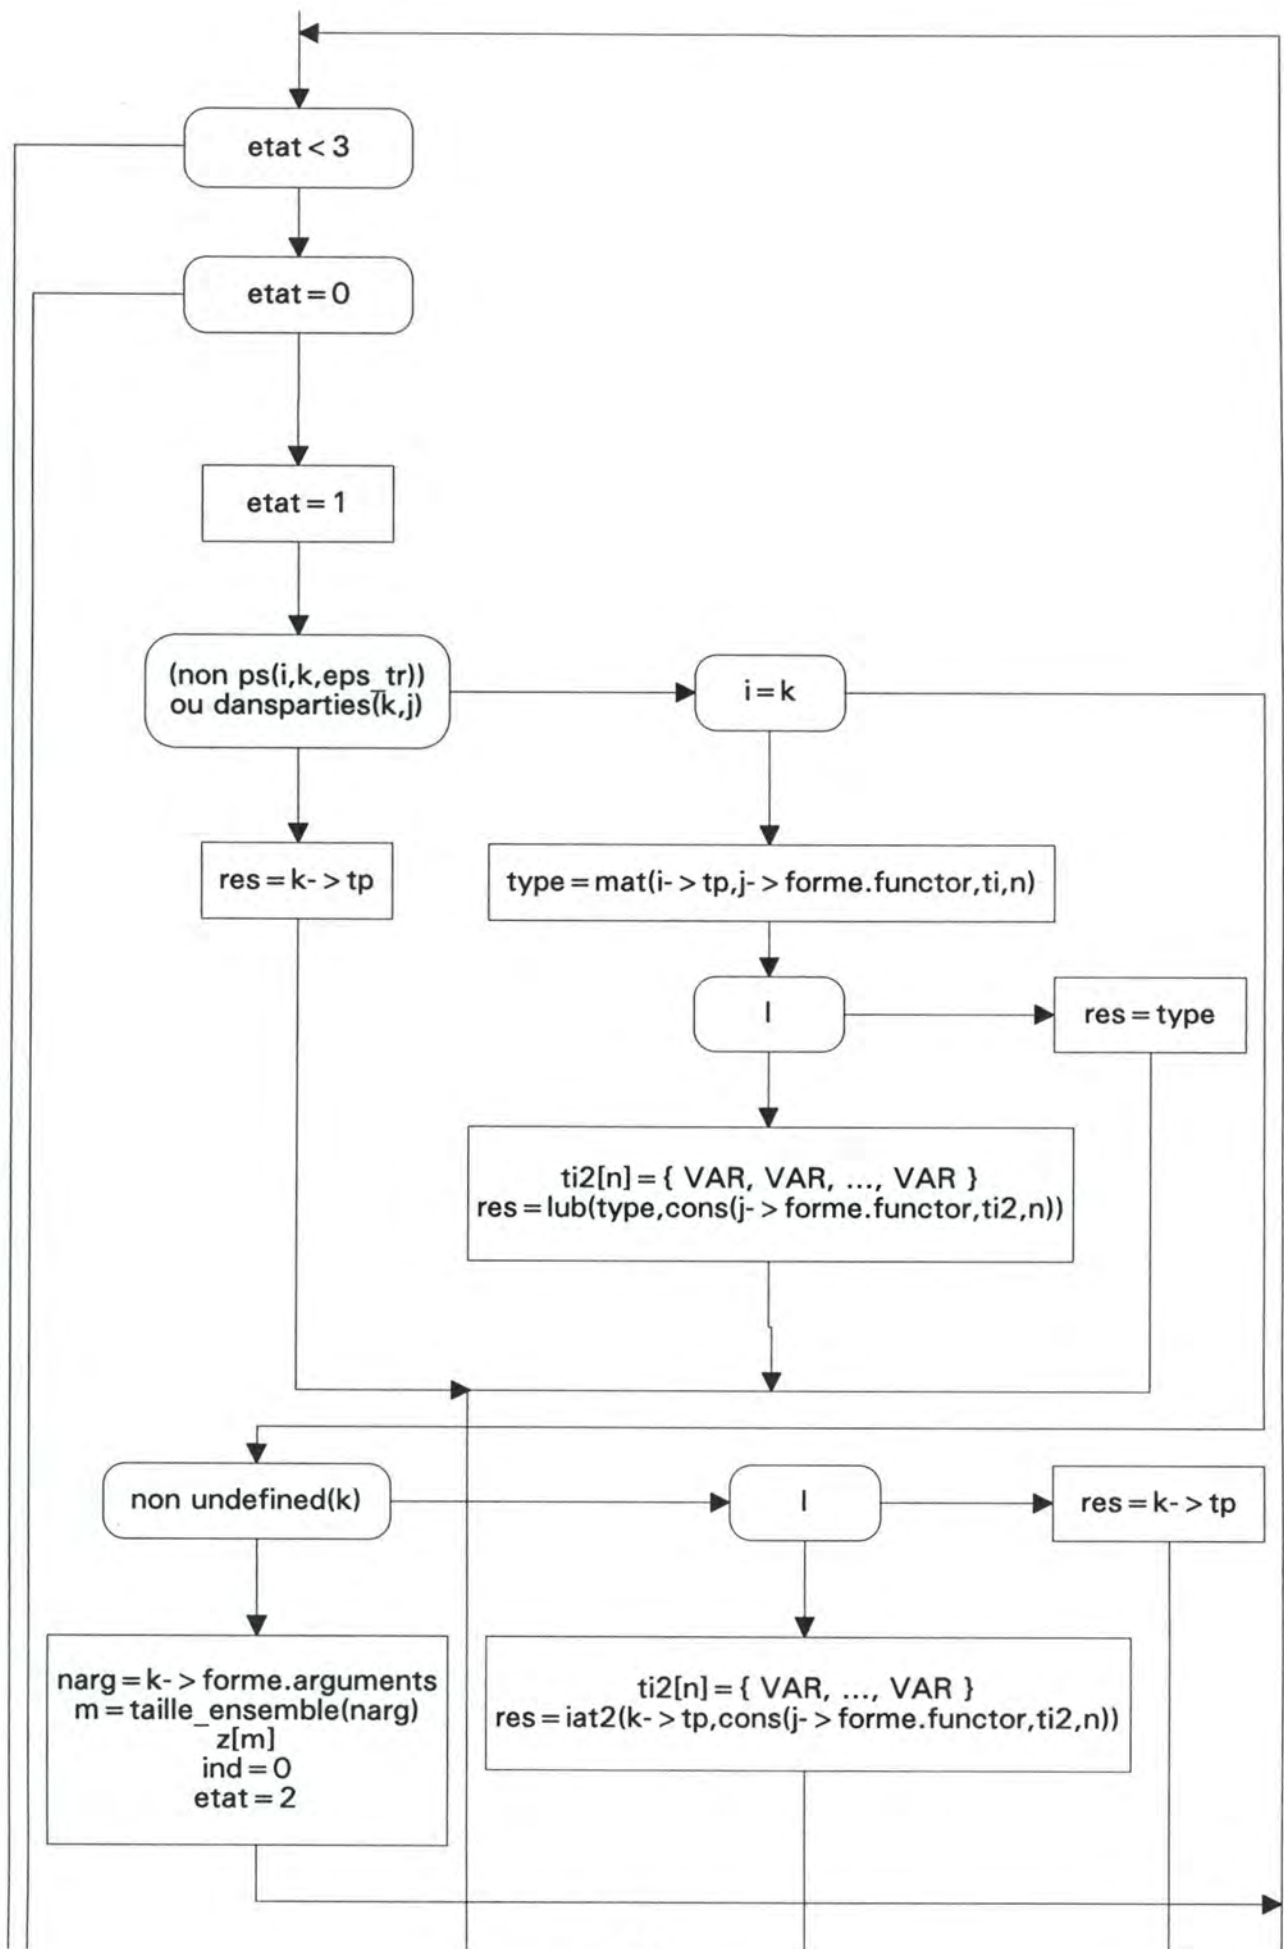 etat < 3
etat = 0
etat = 1
(non ps(i,k,eps_tr))
ou dansparties(k,j)
i = k
res = k- > tp
type = mat(i- > tp,j- > forme.functor,ti,n)
l
res = type
ti2[n] = { VAR, VAR, ..., VAR }
res = lub(type,cons(j- > forme.functor,ti2,n))
non undefined(k)
l
res = k- > tp
narg = k- > forme.arguments
m = taille_ensemble(narg)
z[m]
ind = 0
etat = 2
ti2[n] = { VAR, ..., VAR }
res = iat2(k- > tp,cons(j- > forme.functor,ti2,n))